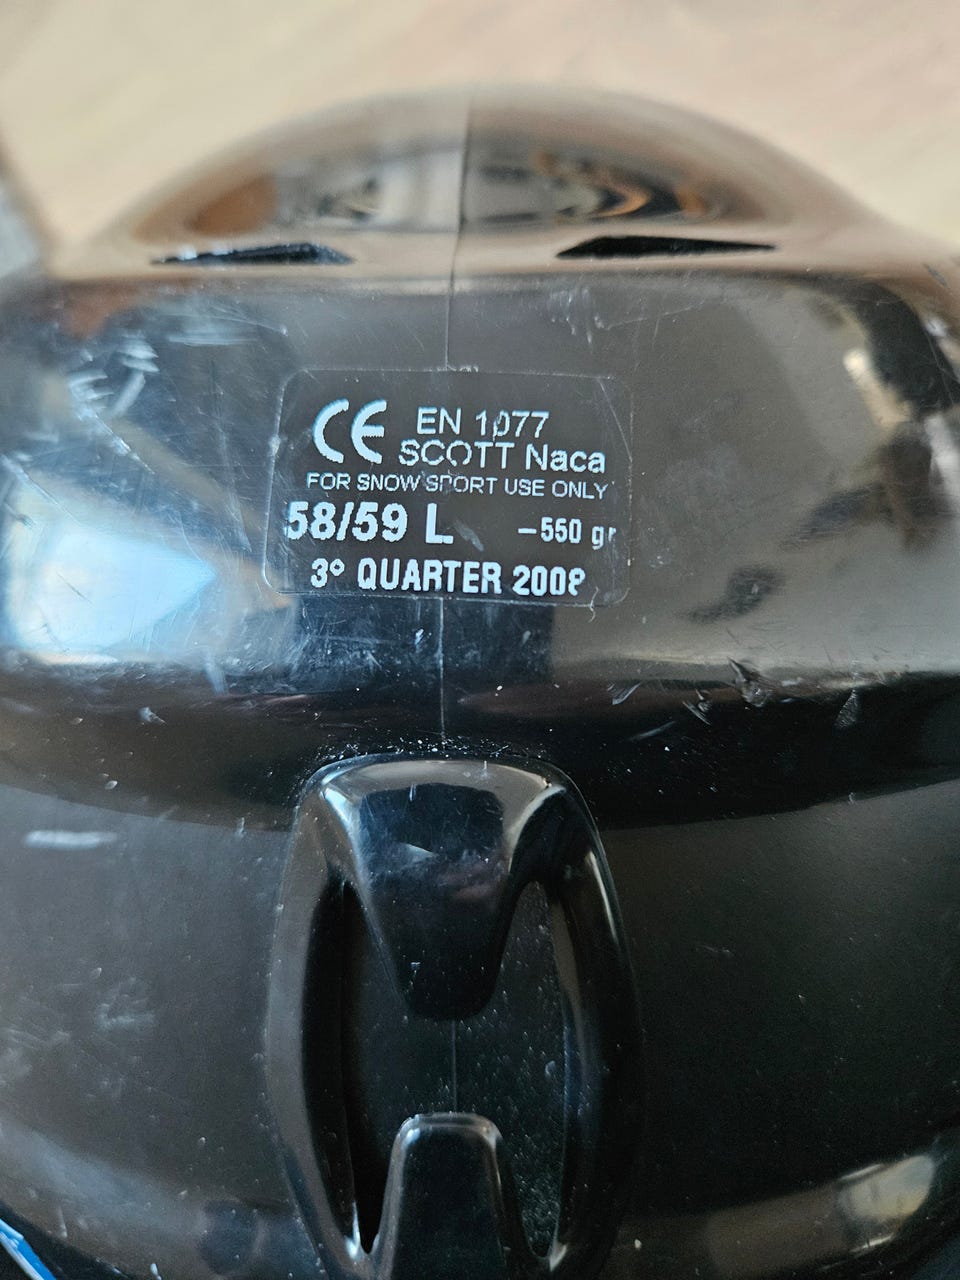 CE EN 1077
SCOTT Naca
FOR SNOW SPORT USE ONLY
58/59 L –550 gr
3° QUARTER 2008